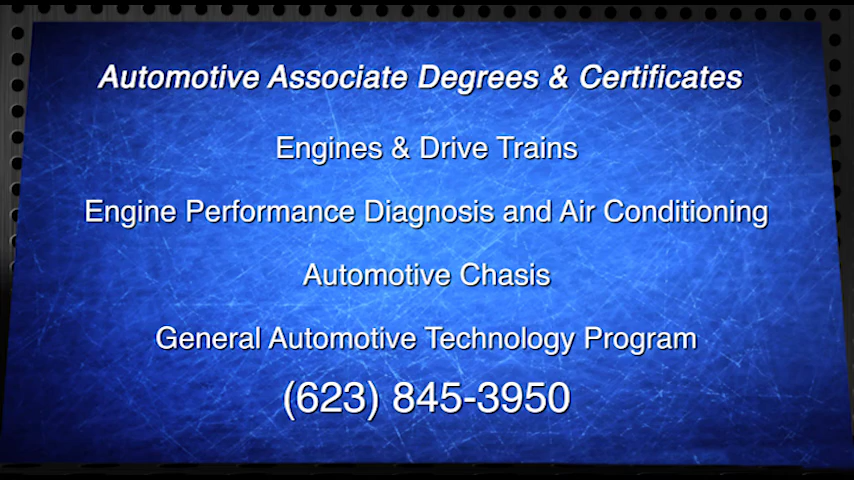 Automotive Associate Degrees & Certificates
Engines & Drive Trains
Engine Performance Diagnosis and Air Conditioning
Automotive Chasis
General Automotive Technology Program
(623) 845-3950